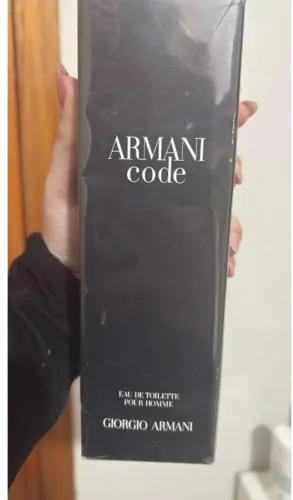 ARMANI
code
EAU DE TOILETTE
POUR HOMME
GIORGIO ARMANI